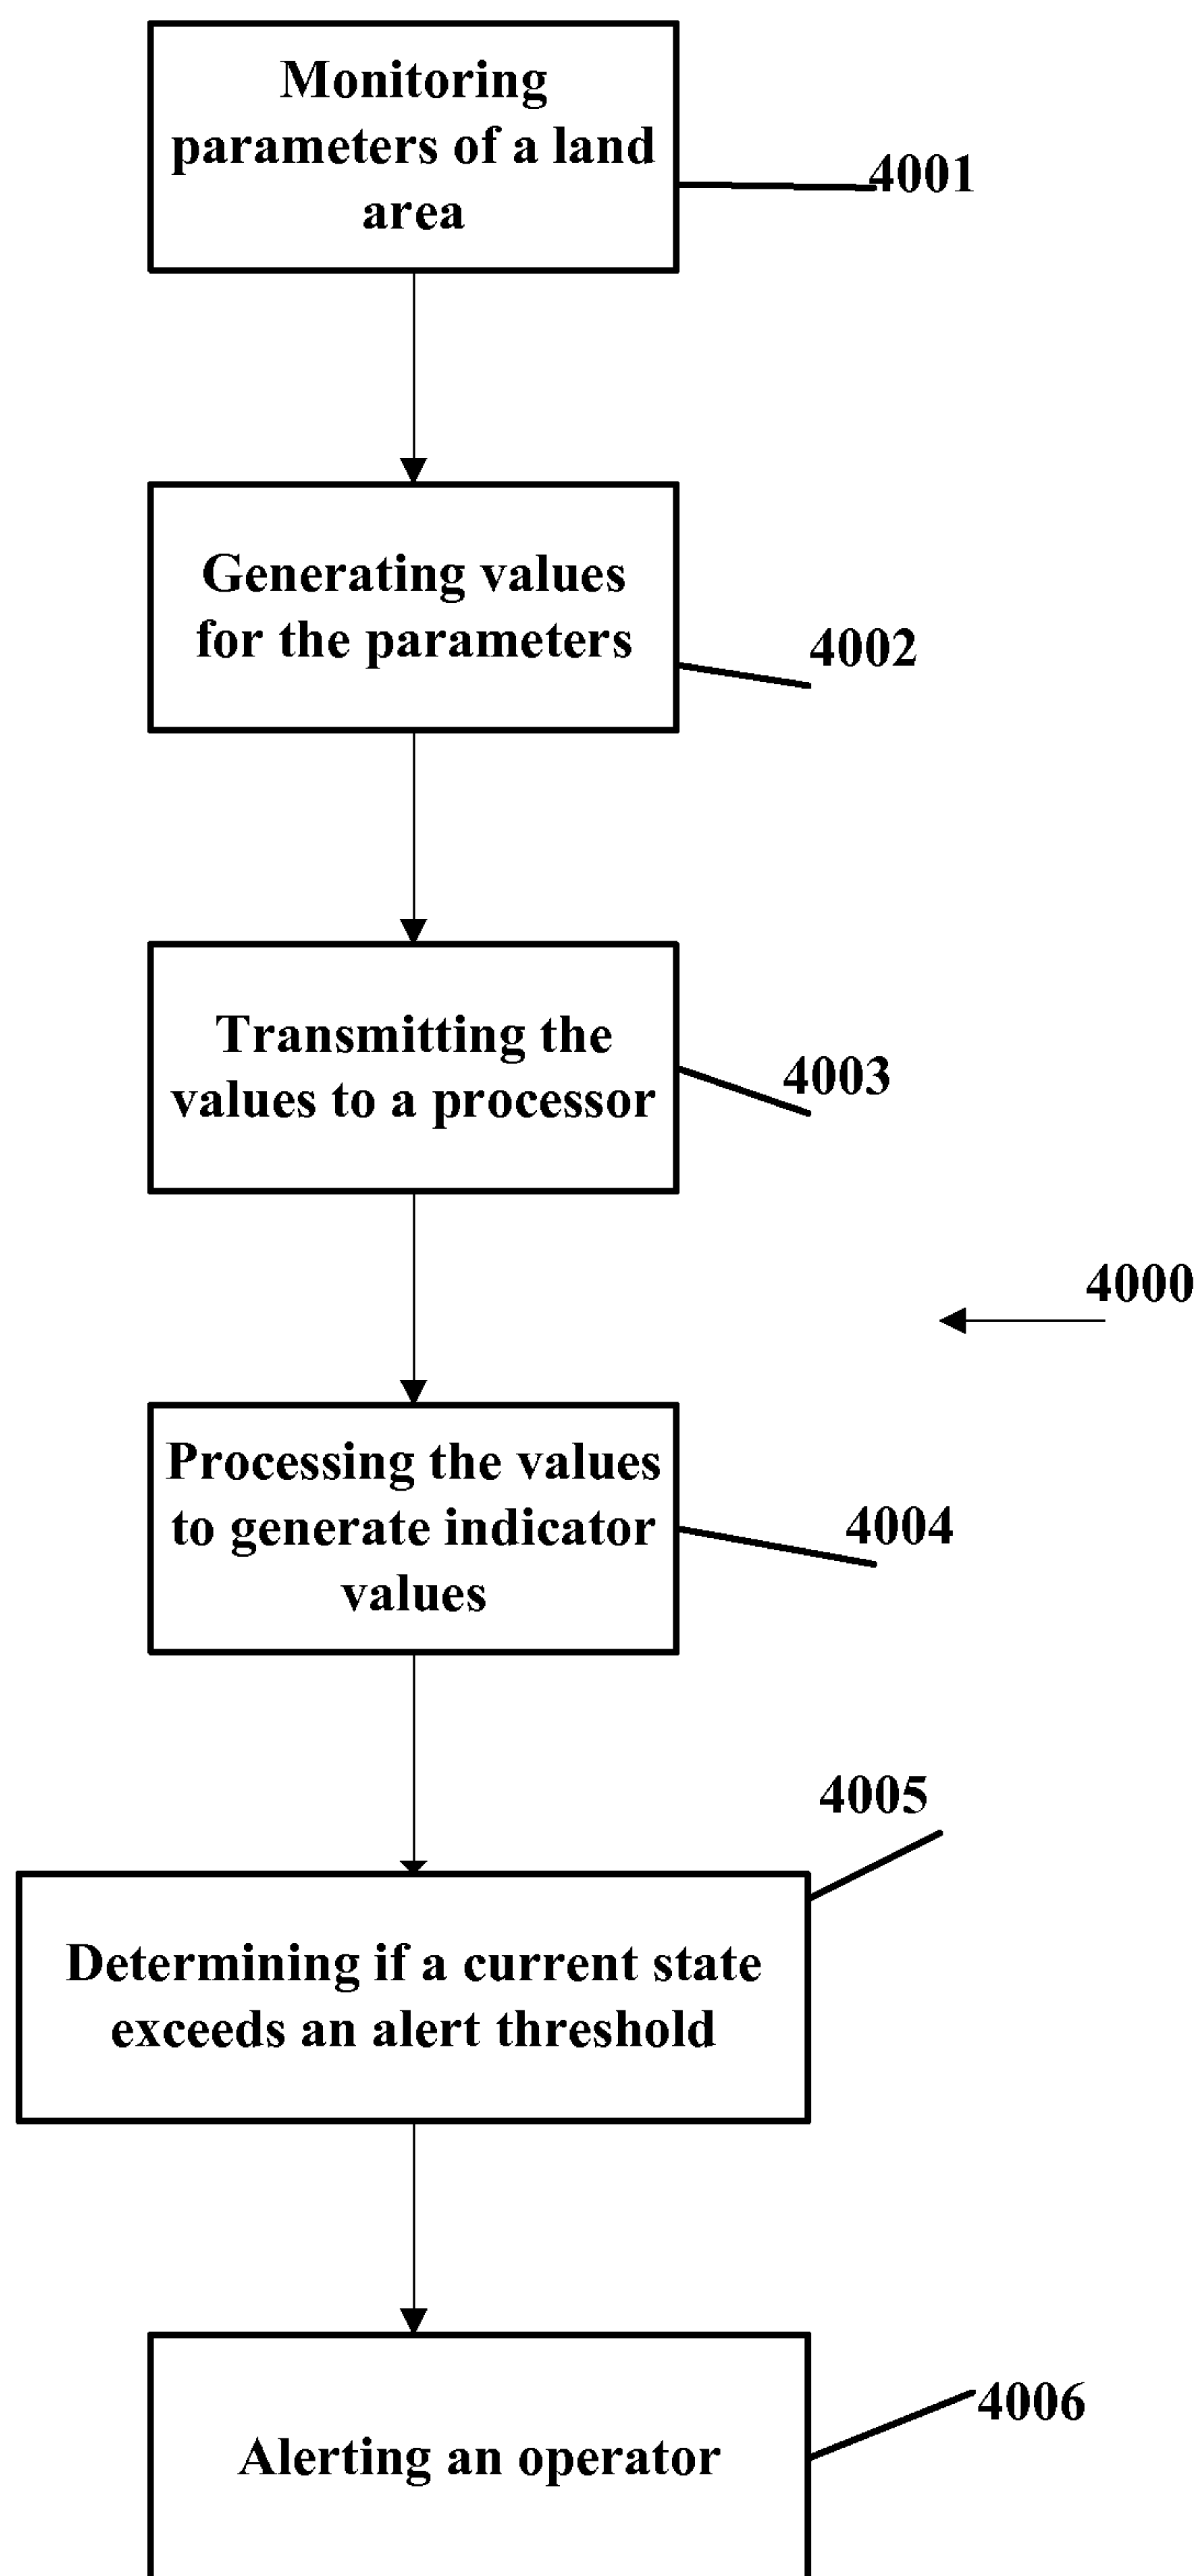 Monitoring
parameters of a land
area
4001
Generating values
for the parameters
4002
Transmitting the
values to a processor
4003
4000
Processing the values
to generate indicator
values
4004
4005
Determining if a current state
exceeds an alert threshold
4006
Alerting an operator